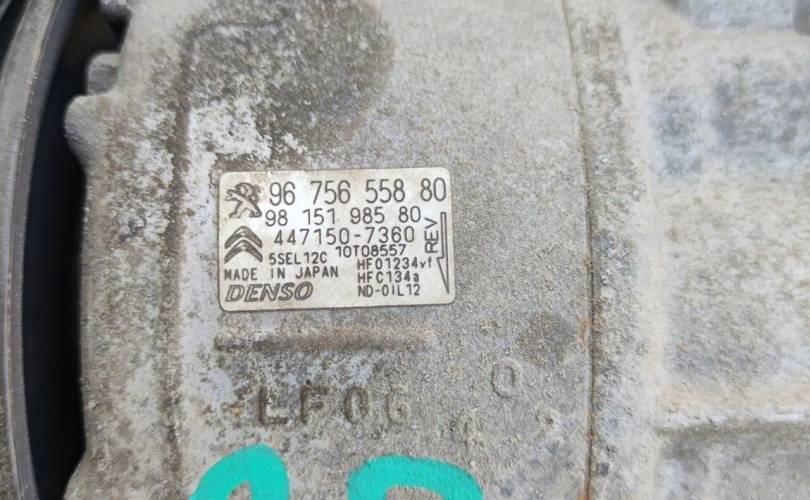 96 756 558 80
98 151 985 80
447150-7360
REV
5SEL12C 10T08557
HFO1234yf
MADE IN JAPAN HFC134a
DENSO ND-OIL12
LF06